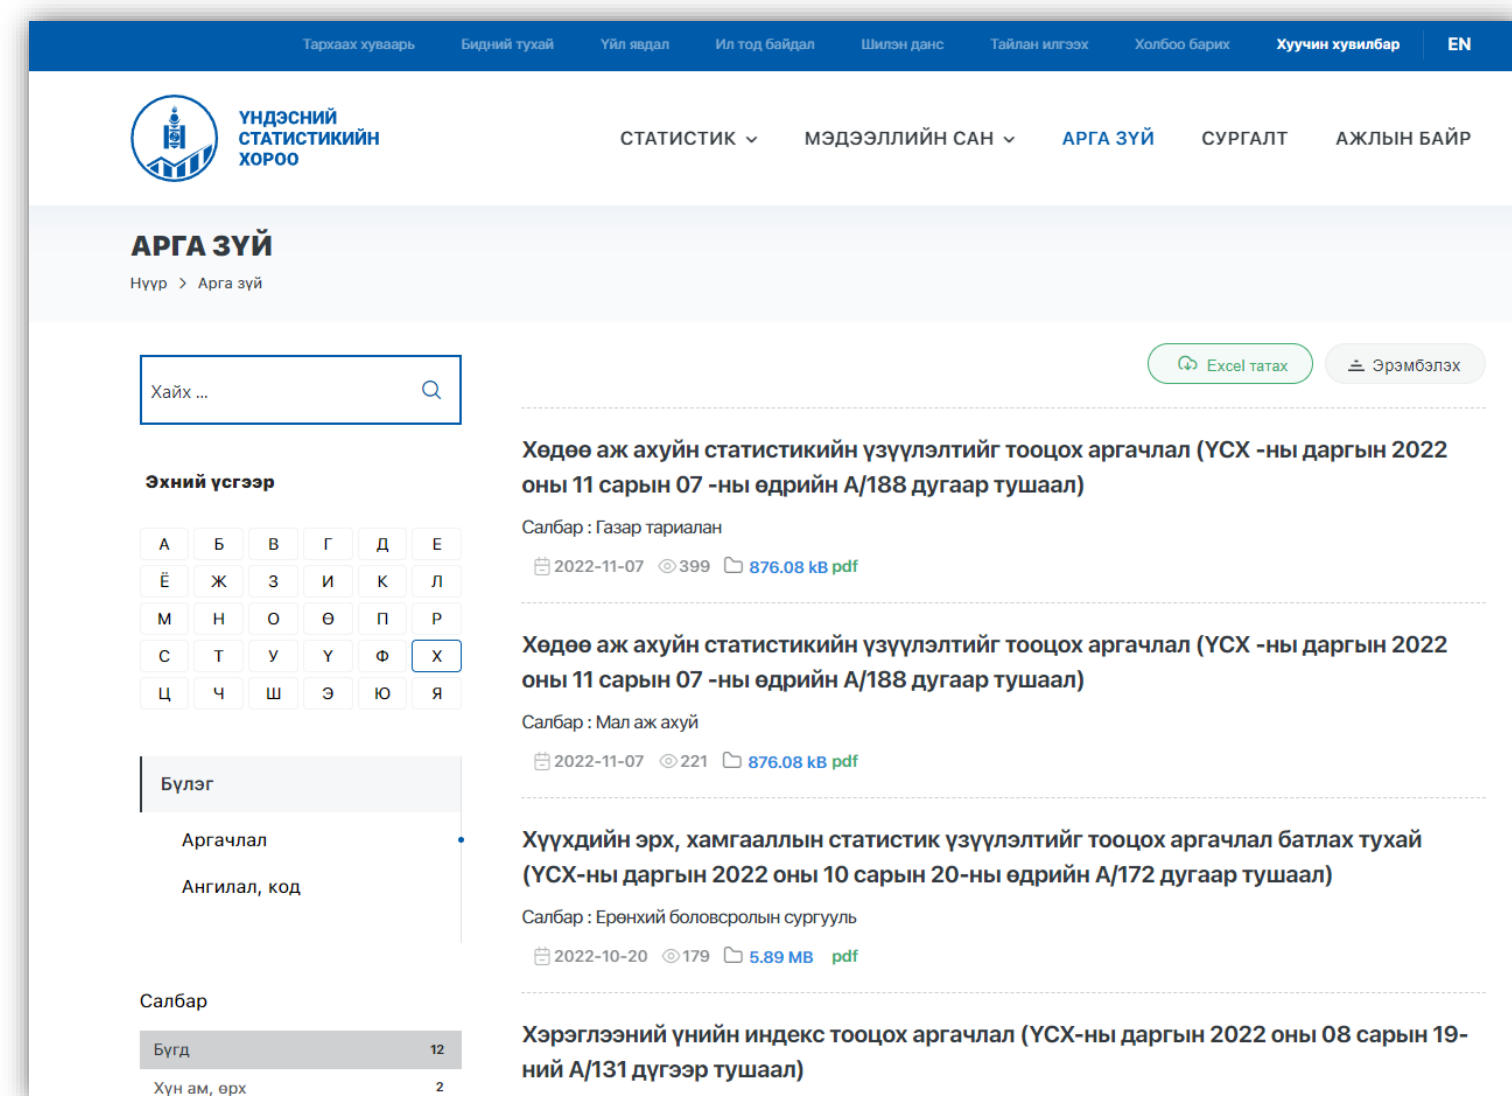 Тархаах хуваарь Бидний тухай Үйл явдал Ил тод байдал Шилэн данс Тайлан илгээх Холбоо барих Хуучин хувилбар EN
ҮНДЭСНИЙ
СТАТИСТИКИЙН
ХОРОО
СТАТИСТИК МЭДЭЭЛЛИЙН САН АРГА ЗҮЙ СУРГАЛТ АЖЛЫН БАЙР
АРГА ЗҮЙ
Нүүр > Арга зүй
Хайх ...
Эхний үсгээр
А Б В Г Д Е
Ё Ж З И К Л
М Н О Ө П Р
С Т У Ү Ф Х
Ц Ч Ш Э Ю Я
Бүлэг
Аргачлал
Ангилал, код
Салбар
Бүгд 12
Хүн ам, өрх 2
Excel татах Эрэмбэлэх
Хөдөө аж ахуйн статистикийн үзүүлэлтийг тооцох аргачлал (ҮСХ -ны даргын 2022
оны 11 сарын 07 -ны өдрийн А/188 дугаар тушаал)
Салбар : Газар тариалан
2022-11-07 399 876.08 kB pdf
Хөдөө аж ахуйн статистикийн үзүүлэлтийг тооцох аргачлал (ҮСХ -ны даргын 2022
оны 11 сарын 07 -ны өдрийн А/188 дугаар тушаал)
Салбар : Мал аж ахуй
2022-11-07 221 876.08 kB pdf
Хүүхдийн эрх, хамгааллын статистик үзүүлэлтийг тооцох аргачлал батлах тухай
(ҮСХ-ны даргын 2022 оны 10 сарын 20-ны өдрийн А/172 дугаар тушаал)
Салбар : Ерөнхий боловсролын сургууль
2022-10-20 179 5.89 MB pdf
Хэрэглээний үнийн индекс тооцох аргачлал (ҮСХ-ны даргын 2022 оны 08 сарын 19-
ний А/131 дүгээр тушаал)